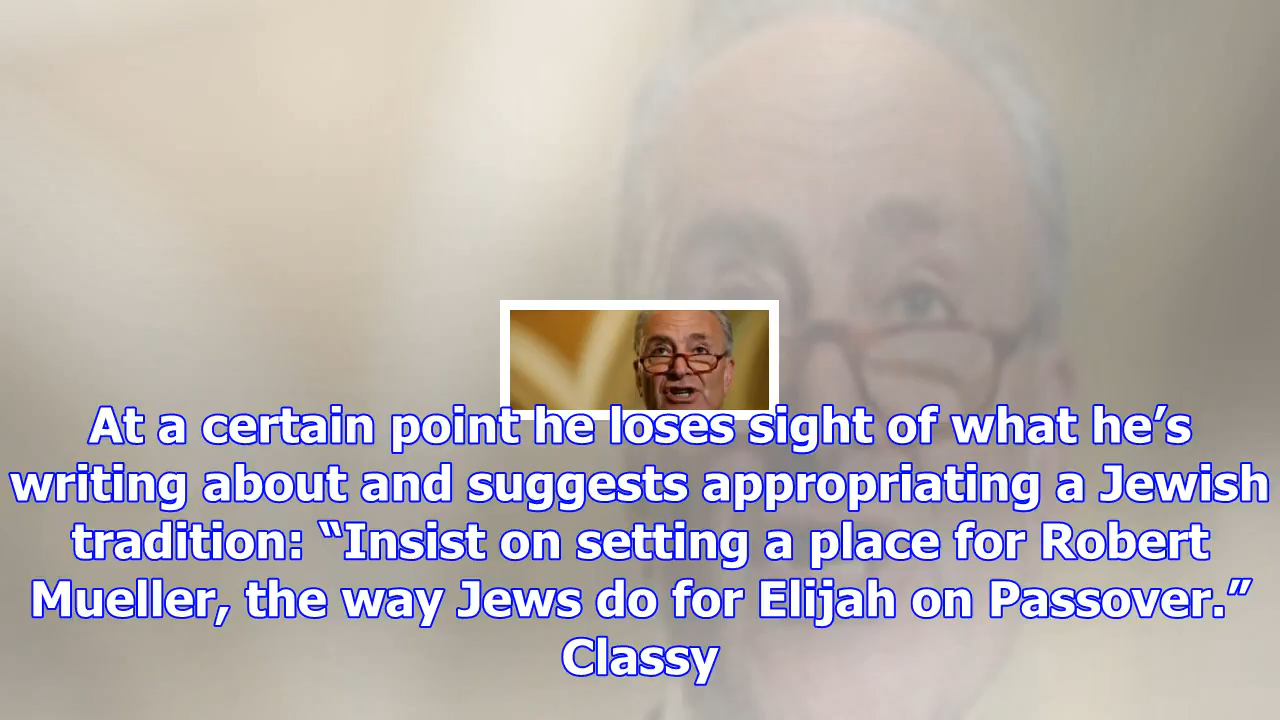 At a certain point he loses sight of what he’s
writing about and suggests appropriating a Jewish
tradition: “Insist on setting a place for Robert
Mueller, the way Jews do for Elijah on Passover.”
Classy